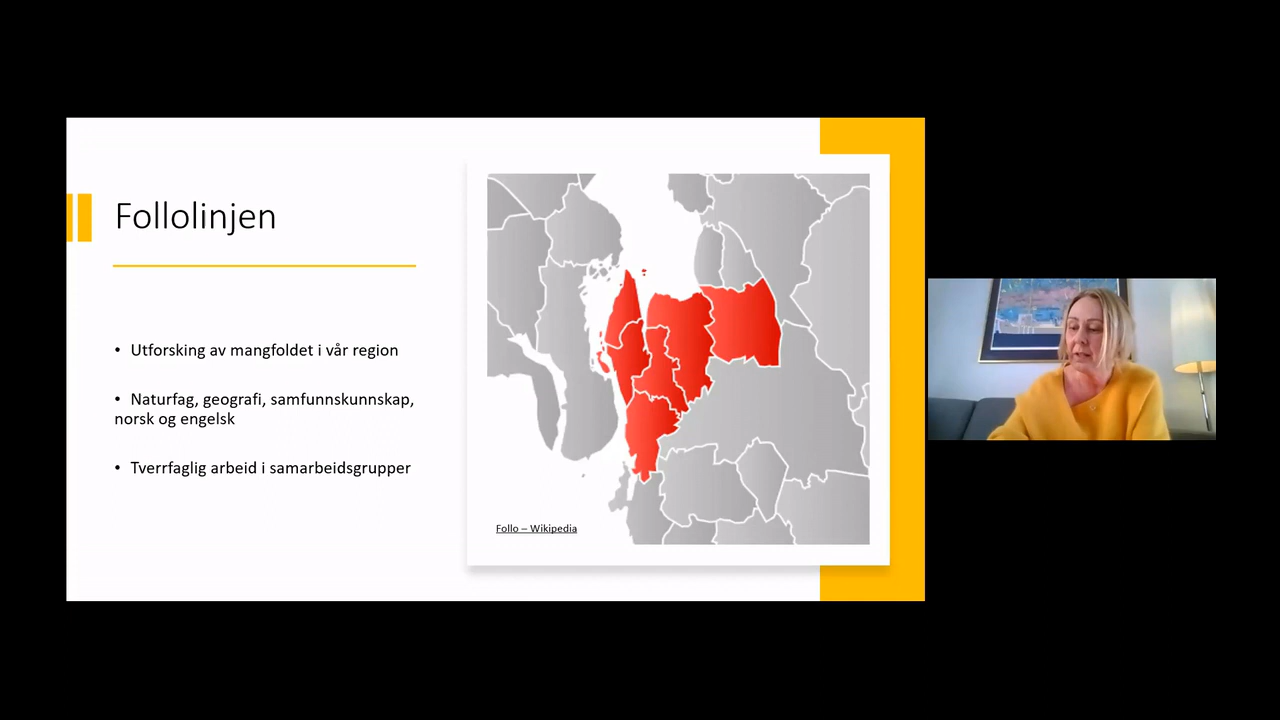 Follolinjen
• Utforsking av mangfoldet i vår region
• Naturfag, geografi, samfunnskunnskap,
norsk og engelsk
• Tverrfaglig arbeid i samarbeidsgrupper
Follo – Wikipedia